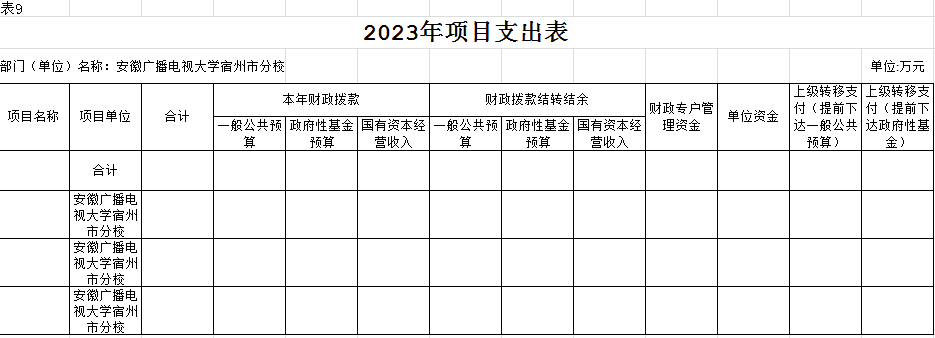 表9
2023年项目支出表
部门（单位）名称：安徽广播电视大学宿州市分校
单位:万元
项目名称
项目单位
合计
本年财政拨款
财政拨款结转结余
财政专户管
理资金
单位资金
上级转移支
付（提前下
达一般公共
预算）
上级转移支
付（提前下
达政府性基
金）
一般公共预
算
政府性基金
预算
国有资本经
营收入
一般公共预
算
政府性基金
预算
国有资本经
营收入
合计
安徽广播电
视大学宿州
市分校
安徽广播电
视大学宿州
市分校
安徽广播电
视大学宿州
市分校